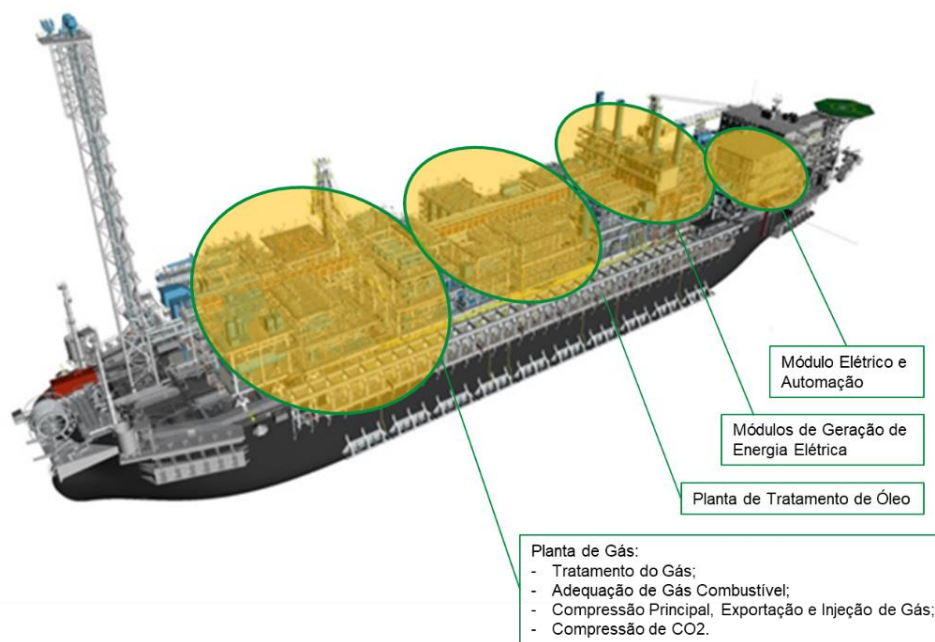 Módulo Elétrico e
Automação
Módulos de Geração de
Energia Elétrica
Planta de Tratamento de Óleo
Planta de Gás:
- Tratamento do Gás;
- Adequação de Gás Combustível;
- Compressão Principal, Exportação e Injeção de Gás;
- Compressão de CO2.